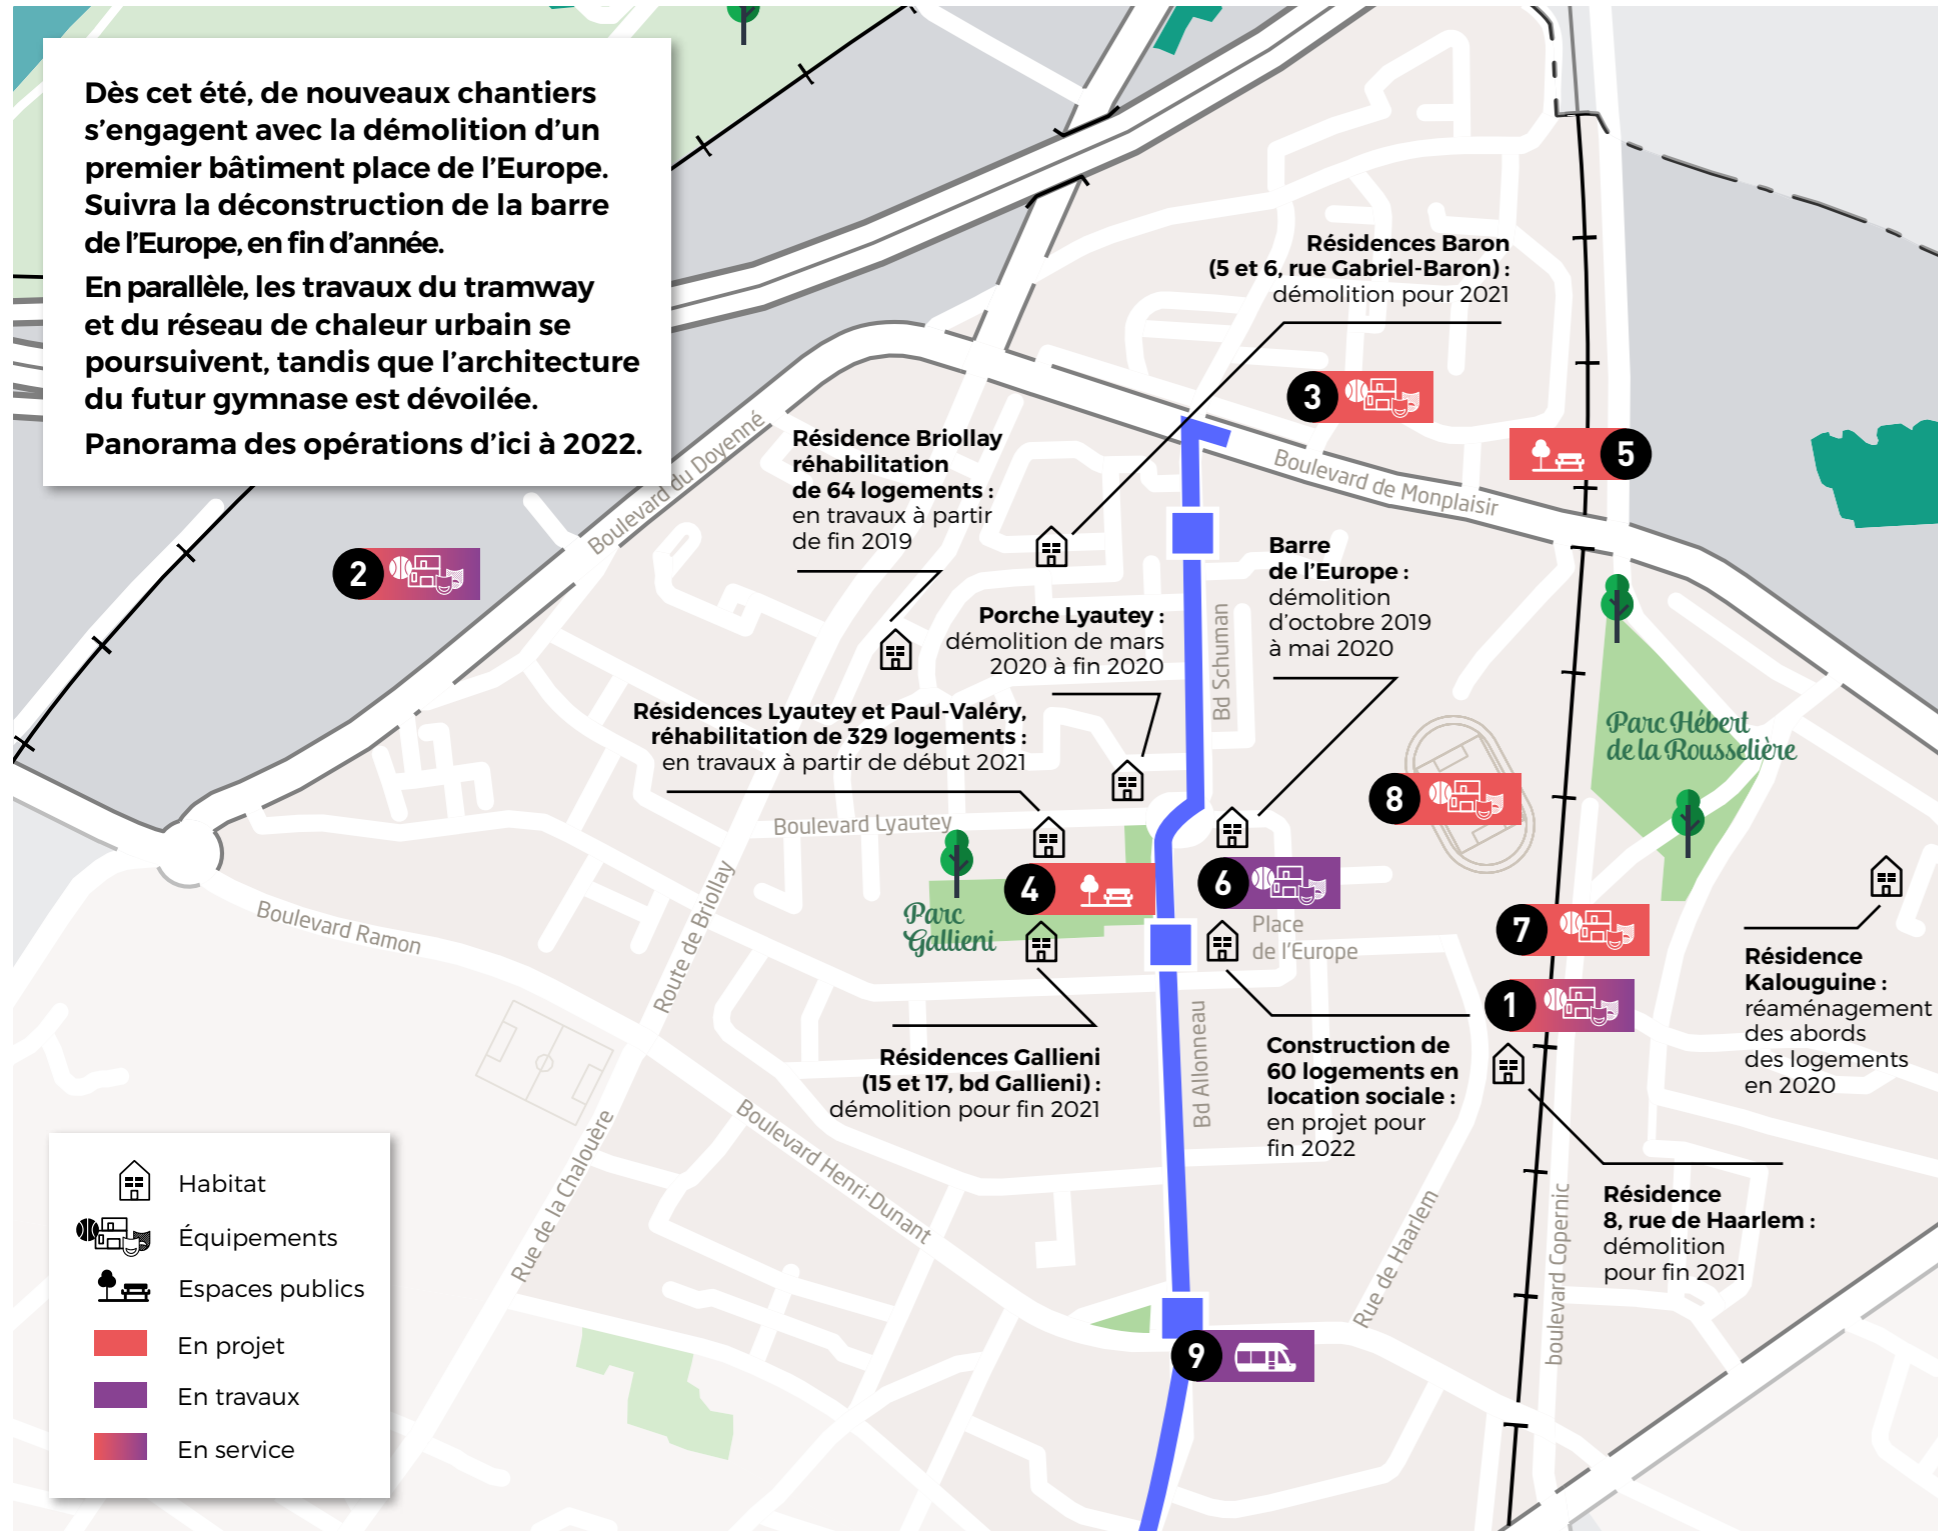 Dès cet été, de nouveaux chantiers
s’engagent avec la démolition d’un
premier bâtiment place de l’Europe.
Suivra la déconstruction de la barre
de l’Europe, en fin d’année.
En parallèle, les travaux du tramway
et du réseau de chaleur urbain se
poursuivent, tandis que l’architecture
du futur gymnase est dévoilée.
Panorama des opérations d’ici à 2022.
Résidences Baron
(5 et 6, rue Gabriel-Baron) :
démolition pour 2021
3
5
Boulevard du Doyenné
Boulevard de Monplaisir
Résidence Briollay
réhabilitation
de 64 logements :
en travaux à partir
de fin 2019
2
Barre
de l’Europe :
démolition
d’octobre 2019
à mai 2020
Porche Lyautey :
démolition de mars
2020 à fin 2020
Bd Schuman
Résidences Lyautey et Paul-Valéry,
réhabilitation de 329 logements :
en travaux à partir de début 2021
Parc Hébert
de la Rousselière
8
Boulevard Lyautey
4
6
Parc
Gallieni
Place
de l’Europe
7
Boulevard Ramon
Route de Briollay
1
Résidence
Kalouguine :
réaménagement
des abords
des logements
en 2020
Résidences Gallieni
(15 et 17, bd Gallieni) :
démolition pour fin 2021
Bd Allonneau
Construction de
60 logements en
location sociale :
en projet pour
fin 2022
Rue de la Chalouère
Boulevard Henri-Dunant
Rue de Haarlem
boulevard Copernic
Résidence
8, rue de Haarlem :
démolition
pour fin 2021
9
Habitat
Équipements
Espaces publics
En projet
En travaux
En service